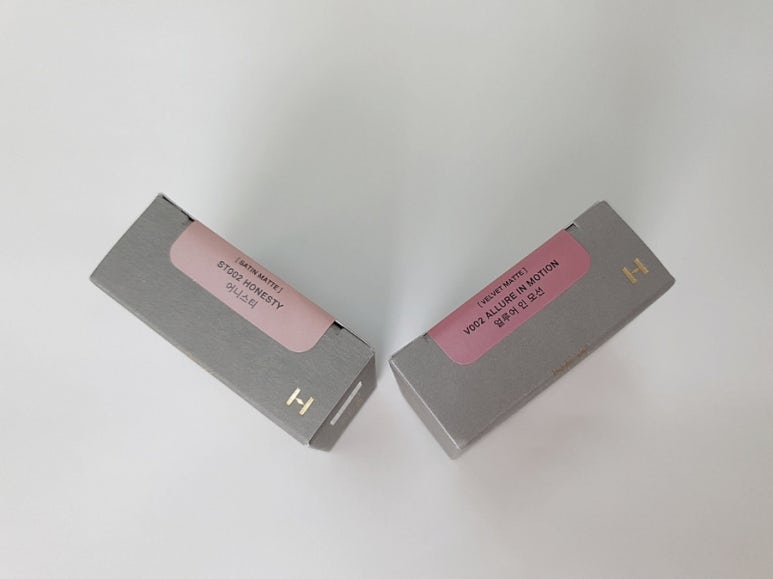 [ SATIN MATTE ]
ST002 HONESTY
어니스티
H
[ VELVET MATTE ]
V002 ALLURE IN MOTION
얼루어 인 모션
H